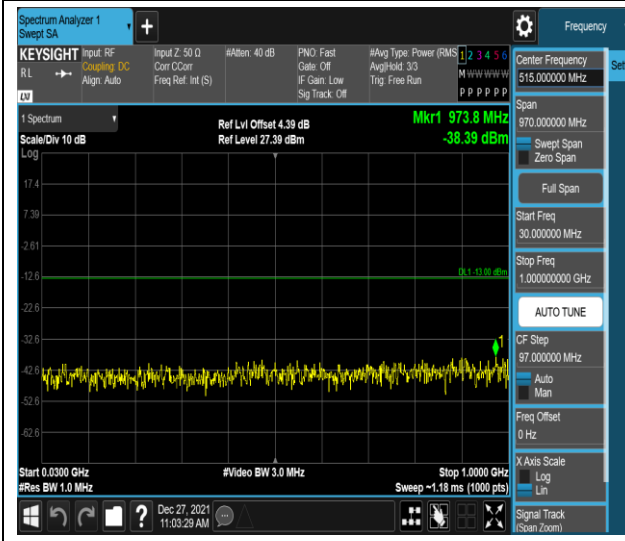 Spectrum Analyzer 1
Swept SA
+
Frequency
KEYSIGHT
RL
LXI
Input: RF
Coupling: DC
Align: Auto
Input Z: 50 Ω
Corr CCorr
Freq Ref: Int (S)
#Atten: 40 dB
PNO: Fast
Gate: Off
IF Gain: Low
Sig Track: Off
#Avg Type: Power (RMS
Avg|Hold: 3/3
Trig: Free Run
1 2 3 4 5 6
M W W W W W
P P P P P P
1 Spectrum
Scale/Div 10 dB
Log
Ref Lvl Offset 4.39 dB
Ref Level 27.39 dBm
Mkr1 973.8 MHz
-38.39 dBm
17.4
7.39
-2.61
-12.6
-22.6
-32.6
-42.6
-52.6
-62.6
DL1 -13.00 dBm
1
Start 0.0300 GHz
#Res BW 1.0 MHz
#Video BW 3.0 MHz
Stop 1.0000 GHz
Sweep ~1.18 ms (1000 pts)
Center Frequency
515.000000 MHz
Set
Span
970.000000 MHz
Swept Span
Zero Span
Full Span
Start Freq
30.000000 MHz
Stop Freq
1.000000000 GHz
AUTO TUNE
CF Step
97.000000 MHz
Auto
Man
Freq Offset
0 Hz
X Axis Scale
Log
Lin
Signal Track
(Span Zoom)
?
Dec 27, 2021
11:03:29 AM